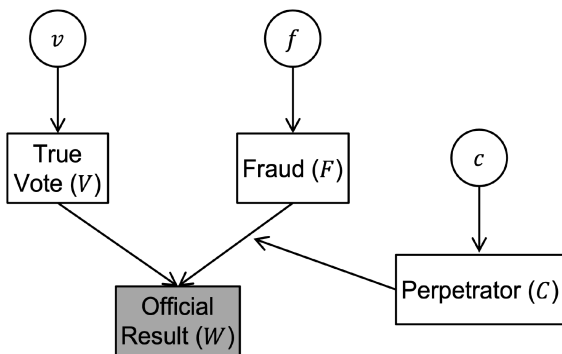 v
f
c
True
Vote (V)
Fraud (F)
Perpetrator (C)
Official
Result (W)